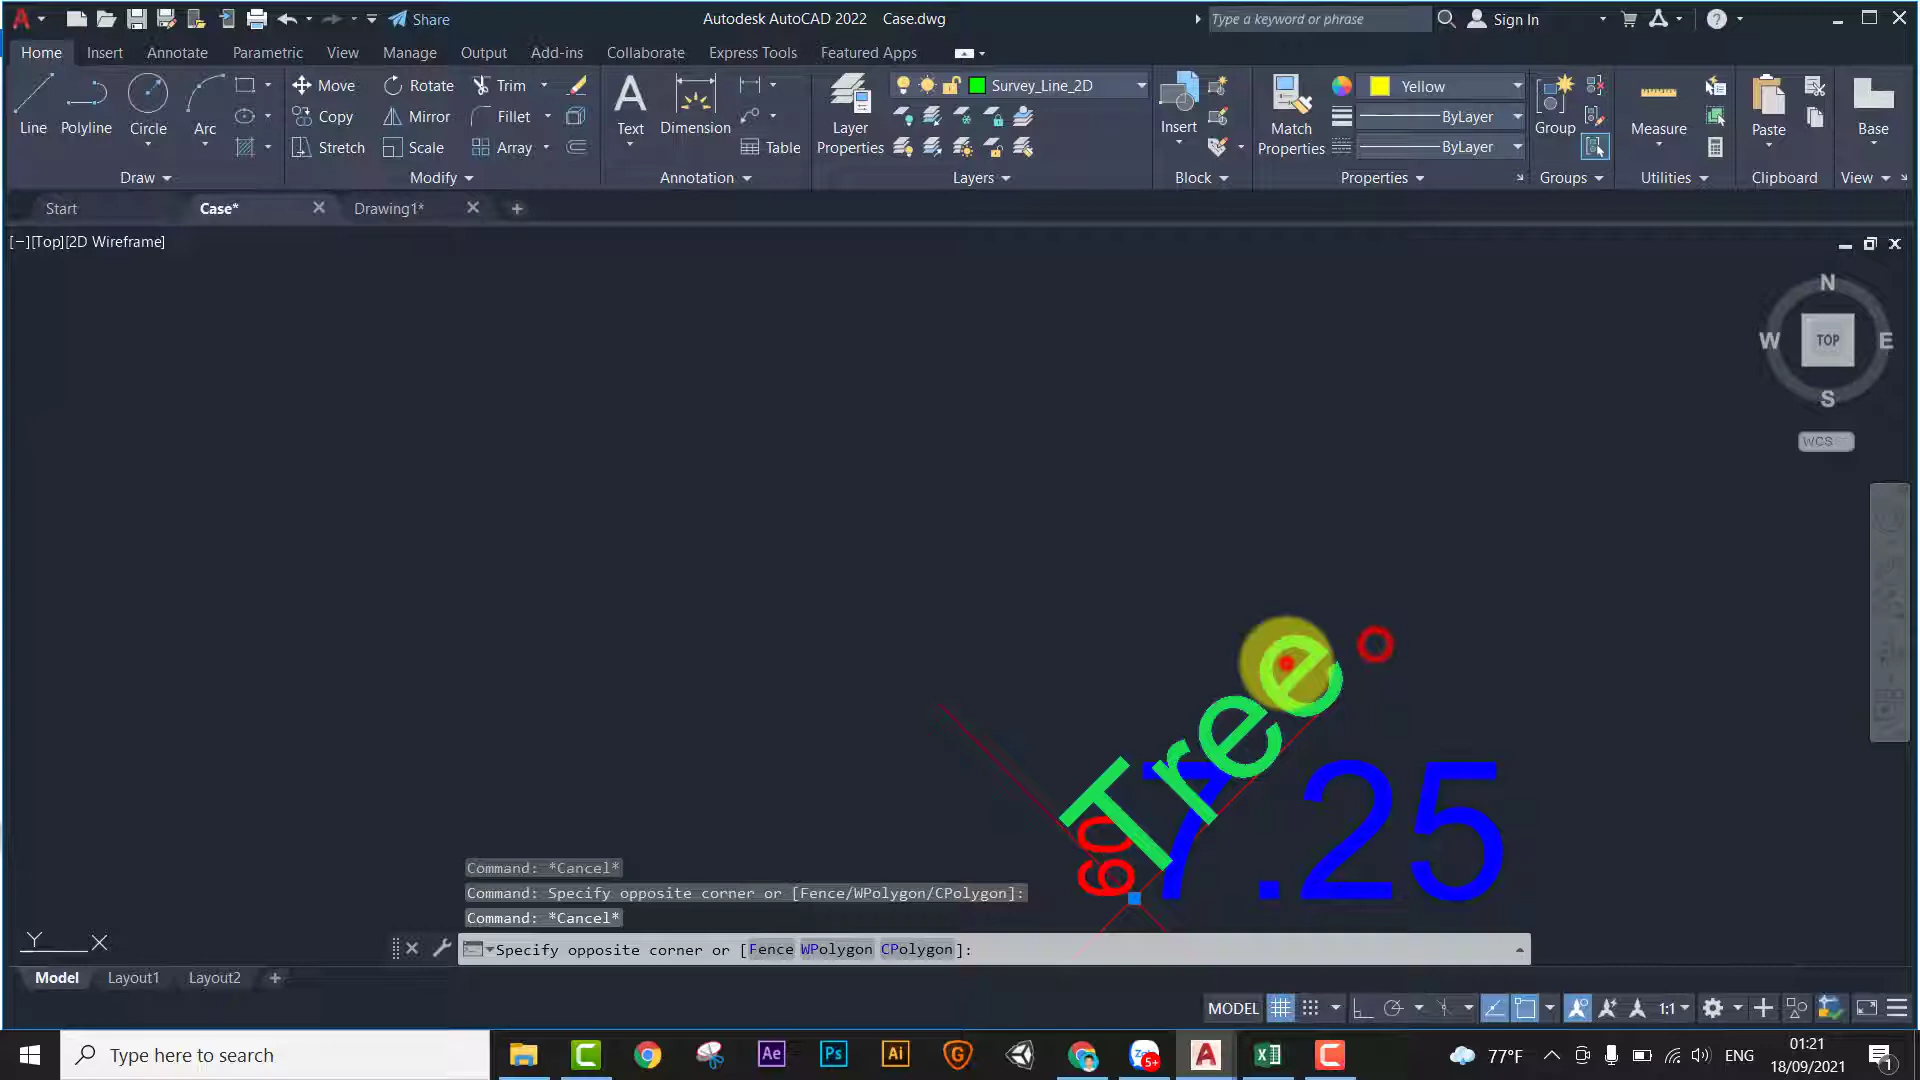 Share
Autodesk AutoCAD 2022 Case.dwg
Type a keyword or phrase
Sign In
Home Insert Annotate Parametric View Manage Output Add-ins Collaborate Express Tools Featured Apps
Line
Polyline
Circle
Arc
Move Rotate Trim
Copy Mirror Fillet
Stretch Scale Array
Text
Dimension
Table
Layer
Properties
Survey_Line_2D
Insert
Match
Properties
Yellow
ByLayer
ByLayer
Group
Measure
Paste
Base
Draw Modify Annotation Layers Block Properties Groups Utilities Clipboard View
Start Case* Drawing1*
[−][Top][2D Wireframe]
N
W TOP E
S
WCS
Tree
60
7.25
Command: *Cancel*
Command: Specify opposite corner or [Fence/WPolygon/CPolygon]:
Command: *Cancel*
Specify opposite corner or [Fence WPolygon CPolygon]:
Y X
Model Layout1 Layout2
MODEL 1:1
Type here to search
Ae Ps Ai
5+
77°F
ENG
01:21
18/09/2021
1